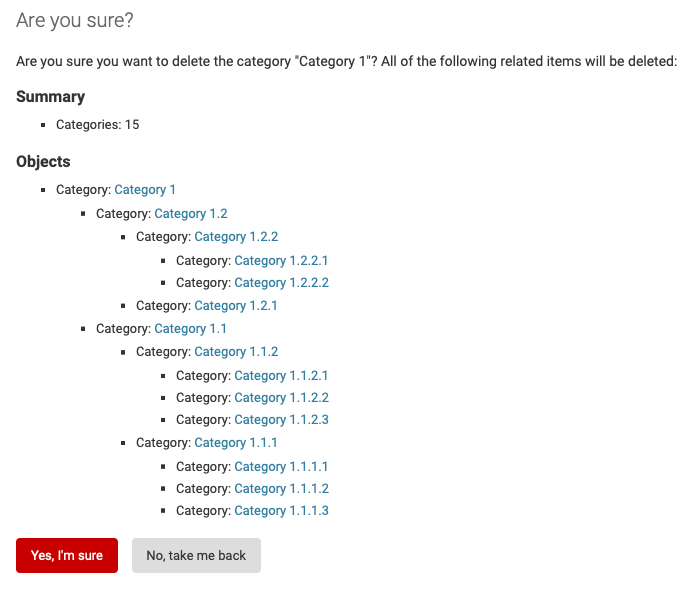 Are you sure?
Are you sure you want to delete the category "Category 1"? All of the following related items will be deleted:
Summary
Categories: 15
Objects
Category: Category 1
Category: Category 1.2
Category: Category 1.2.2
Category: Category 1.2.2.1
Category: Category 1.2.2.2
Category: Category 1.2.1
Category: Category 1.1
Category: Category 1.1.2
Category: Category 1.1.2.1
Category: Category 1.1.2.2
Category: Category 1.1.2.3
Category: Category 1.1.1
Category: Category 1.1.1.1
Category: Category 1.1.1.2
Category: Category 1.1.1.3
Yes, I'm sure No, take me back